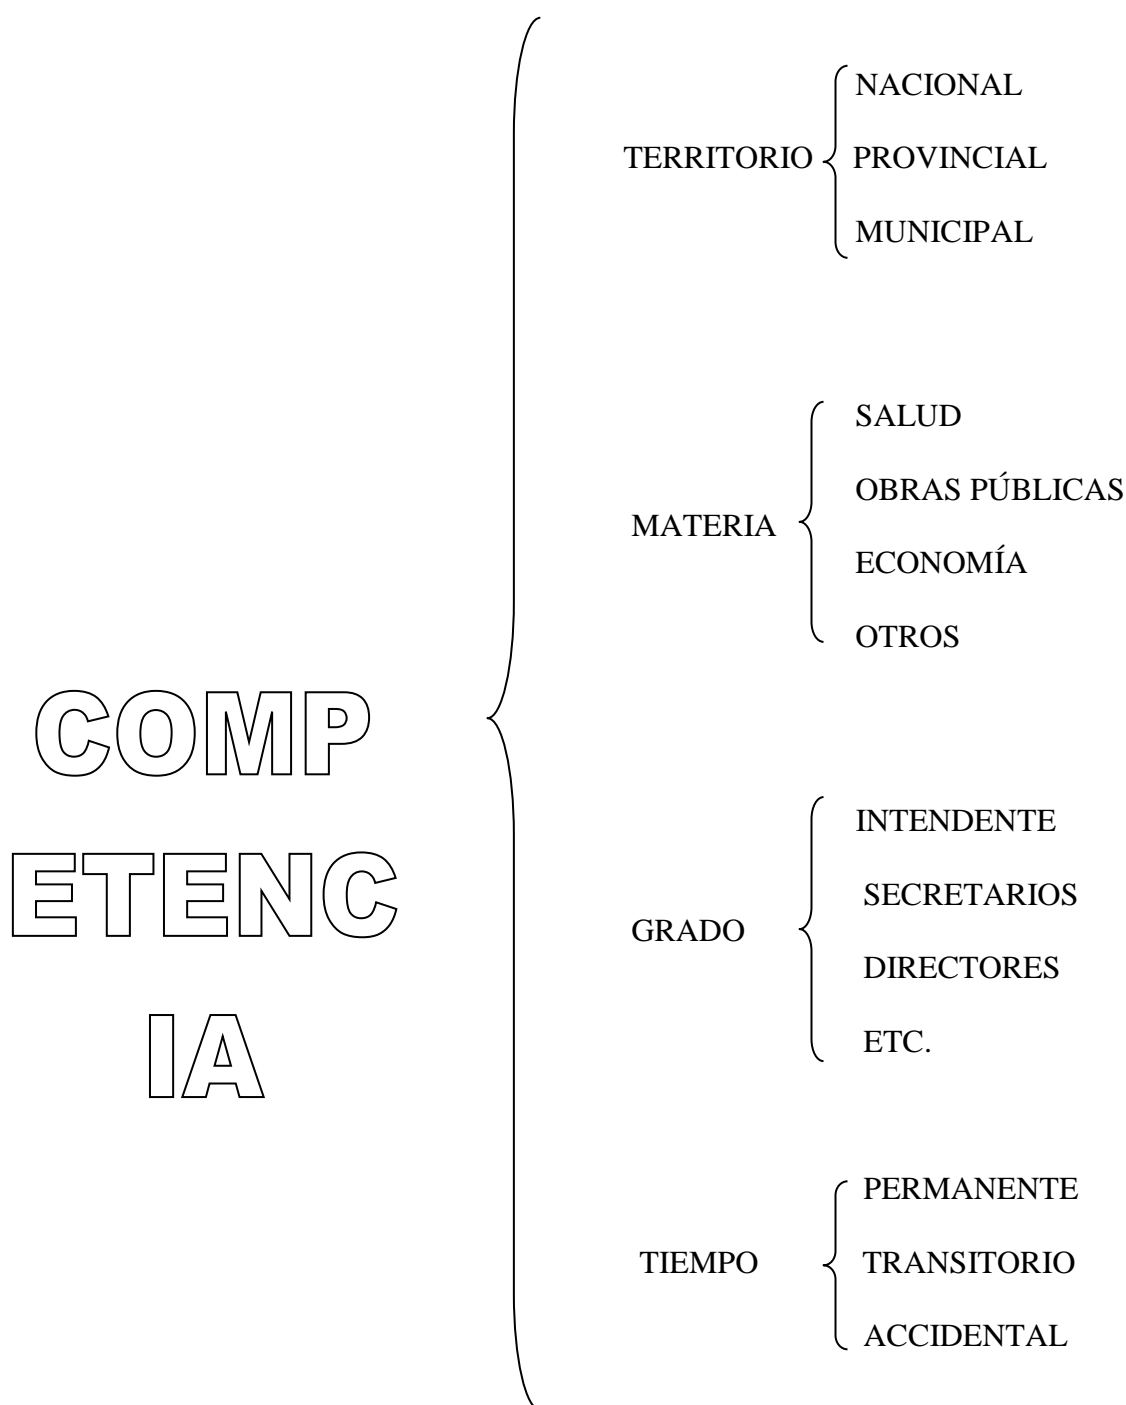 COMP
ETENC
IA
TERRITORIO
NACIONAL
PROVINCIAL
MUNICIPAL
MATERIA
SALUD
OBRAS PÚBLICAS
ECONOMÍA
OTROS
GRADO
INTENDENTE
SECRETARIOS
DIRECTORES
ETC.
TIEMPO
PERMANENTE
TRANSITORIO
ACCIDENTAL